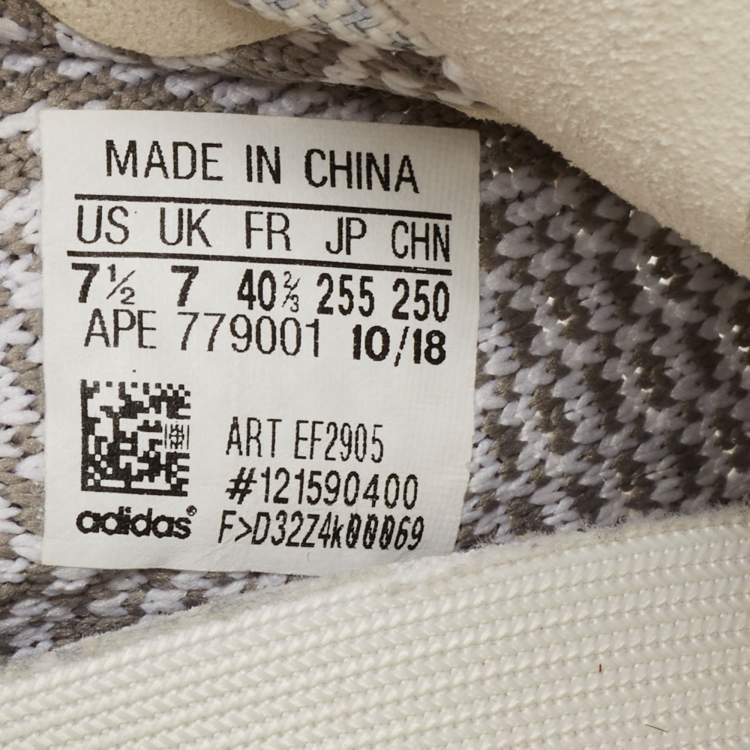 MADE IN CHINA
US UK FR JP CHN
7½ 7 40⅔ 255 250
APE 779001 10/18
ART EF2905
#121590400
adidas® F>D32Z4k00069